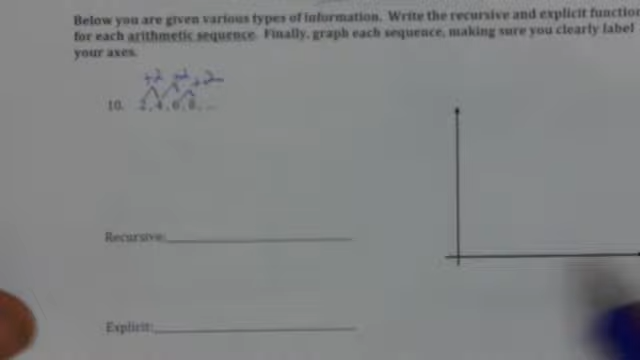 Below you are given various types of information. Write the recursive and explicit function
for each arithmetic sequence. Finally, graph each sequence, making sure you clearly label
your axes.
+2 +2 +2
10. 2, 4, 6, 8, ...
Recursive:
Explicit: